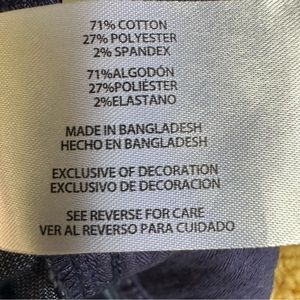 71% COTTON
27% POLYESTER
2% SPANDEX
71%ALGODÓN
27%POLIÉSTER
2%ELASTANO
MADE IN BANGLADESH
HECHO EN BANGLADESH
EXCLUSIVE OF DECORATION
EXCLUSIVO DE DECORACION
SEE REVERSE FOR CARE
VER AL REVERSO PARA CUIDADO